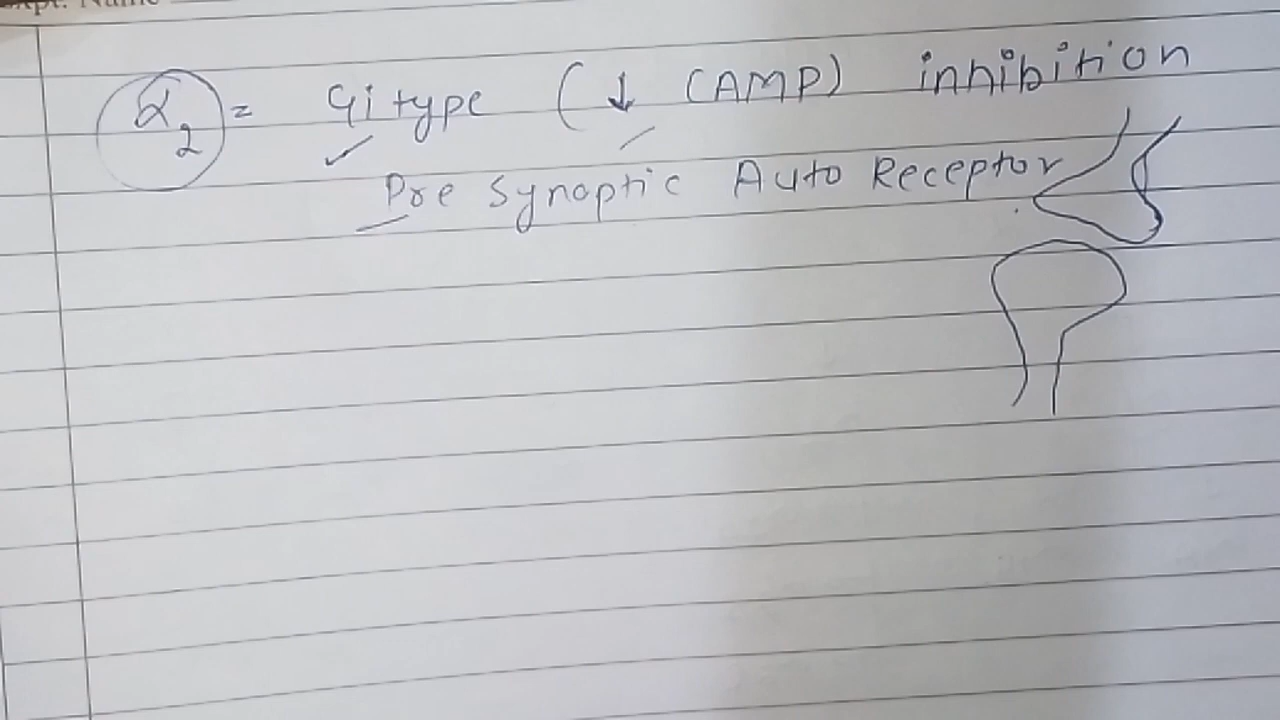 α₂ = Gi type (↓ CAMP) inhibition
Pre synaptic Auto Receptor